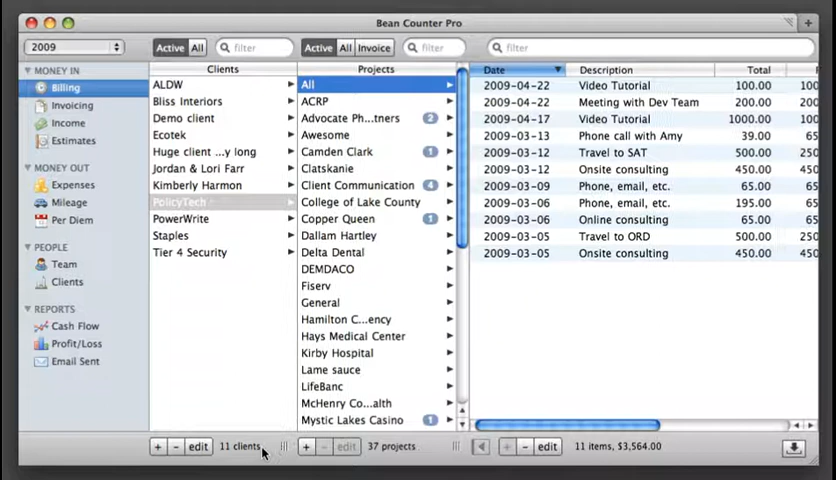 Bean Counter Pro
2009
Active All filter
Active All Invoice filter
filter
MONEY IN
Billing
Invoicing
Income
Estimates
MONEY OUT
Expenses
Mileage
Per Diem
PEOPLE
Team
Clients
REPORTS
Cash Flow
Profit/Loss
Email Sent
Clients
ALDW
Bliss Interiors
Demo client
Ecotek
Huge client ...y long
Jordan & Lori Farr
Kimberly Harmon
PolicyTech
PowerWrite
Staples
Tier 4 Security
Projects
All
ACRP
Advocate Ph...tners 2
Awesome
Camden Clark 1
Clatskanie
Client Communication 4
College of Lake County
Copper Queen 1
Dallam Hartley
Delta Dental
DEMDACO
Fiserv
General
Hamilton C...ency
Hays Medical Center
Kirby Hospital
Lame sauce
LifeBanc
McHenry Co...alth
Mystic Lakes Casino 1
Date Description Total
2009-04-22 Video Tutorial 100.00 100
2009-04-22 Meeting with Dev Team 200.00 200
2009-04-17 Video Tutorial 1000.00 100
2009-03-13 Phone call with Amy 39.00 65
2009-03-12 Travel to SAT 500.00 250
2009-03-12 Onsite consulting 450.00 450
2009-03-09 Phone, email, etc. 65.00 65
2009-03-06 Phone, email, etc. 195.00 65
2009-03-06 Online consulting 65.00 65
2009-03-05 Travel to ORD 500.00 250
2009-03-05 Onsite consulting 450.00 450
+ - edit 11 clients
+ - edit 37 projects
+ - edit 11 items, $3,564.00